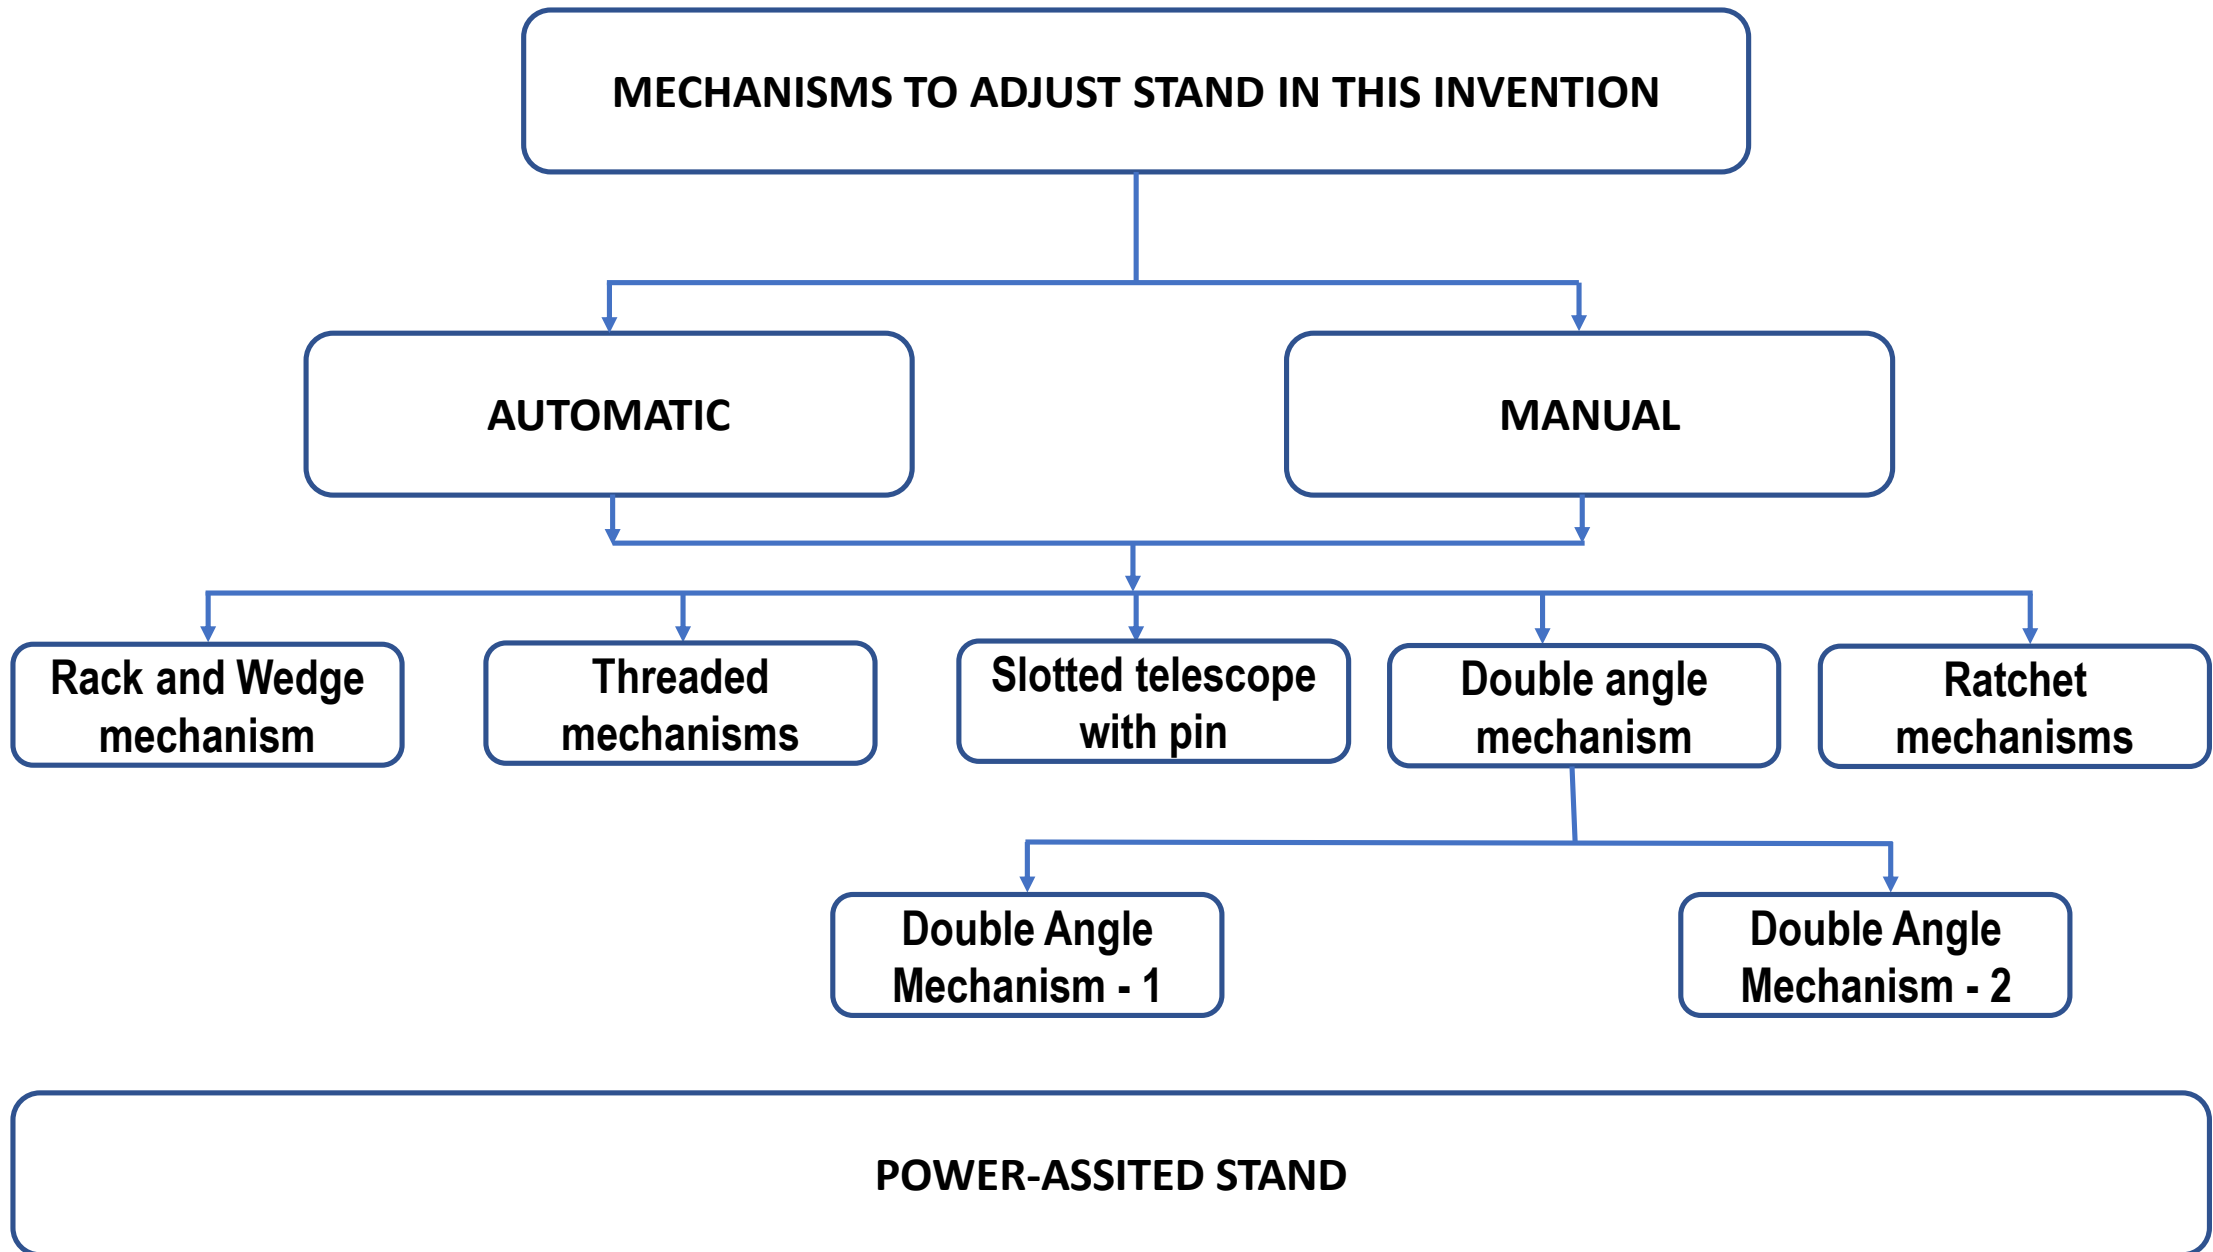 MECHANISMS TO ADJUST STAND IN THIS INVENTION
AUTOMATIC
MANUAL
Rack and Wedge
mechanism
Threaded
mechanisms
Slotted telescope
with pin
Double angle
mechanism
Ratchet
mechanisms
Double Angle
Mechanism - 1
Double Angle
Mechanism - 2
POWER-ASSITED STAND